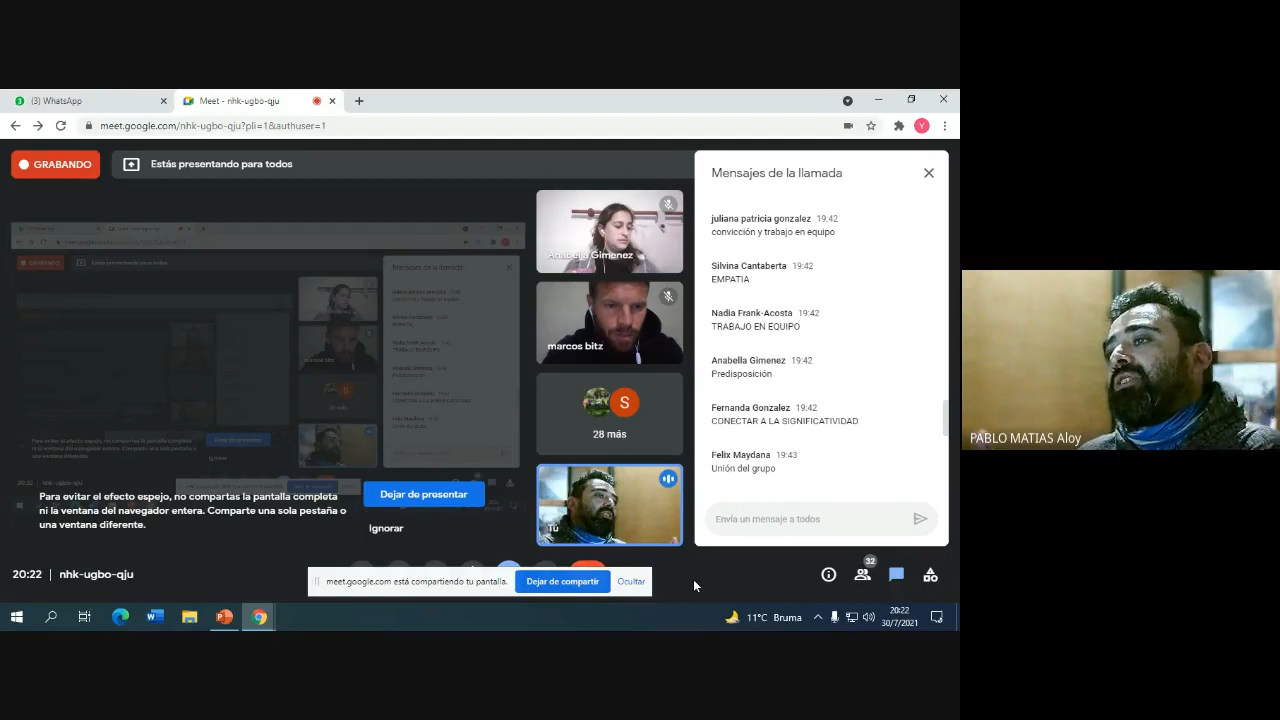 (3) WhatsApp
Meet - nhk-ugbo-qju
meet.google.com/nhk-ugbo-qju?pli=1&authuser=1
Y
GRABANDO
Estás presentando para todos
Mensajes de la llamada
juliana patricia gonzalez 19:42
convicción y trabajo en equipo
Silvina Cantaberta 19:42
EMPATIA
Nadia Frank-Acosta 19:42
TRABAJO EN EQUIPO
Anabella Gimenez 19:42
Predisposición
Fernanda Gonzalez 19:42
CONECTAR A LA SIGNIFICATIVIDAD
Felix Maydana 19:43
Unión del grupo
Envía un mensaje a todos
Anabella Gimenez
marcos bitz
S
28 más
Tú
Para evitar el efecto espejo, no compartas la pantalla completa
ni la ventana del navegador entera. Comparte una sola pestaña o
una ventana diferente.
Dejar de presentar
Ignorar
20:22 | nhk-ugbo-qju
meet.google.com está compartiendo tu pantalla.
Dejar de compartir
Ocultar
32
11°C Bruma
20:22
30/7/2021
PABLO MATIAS Aloy